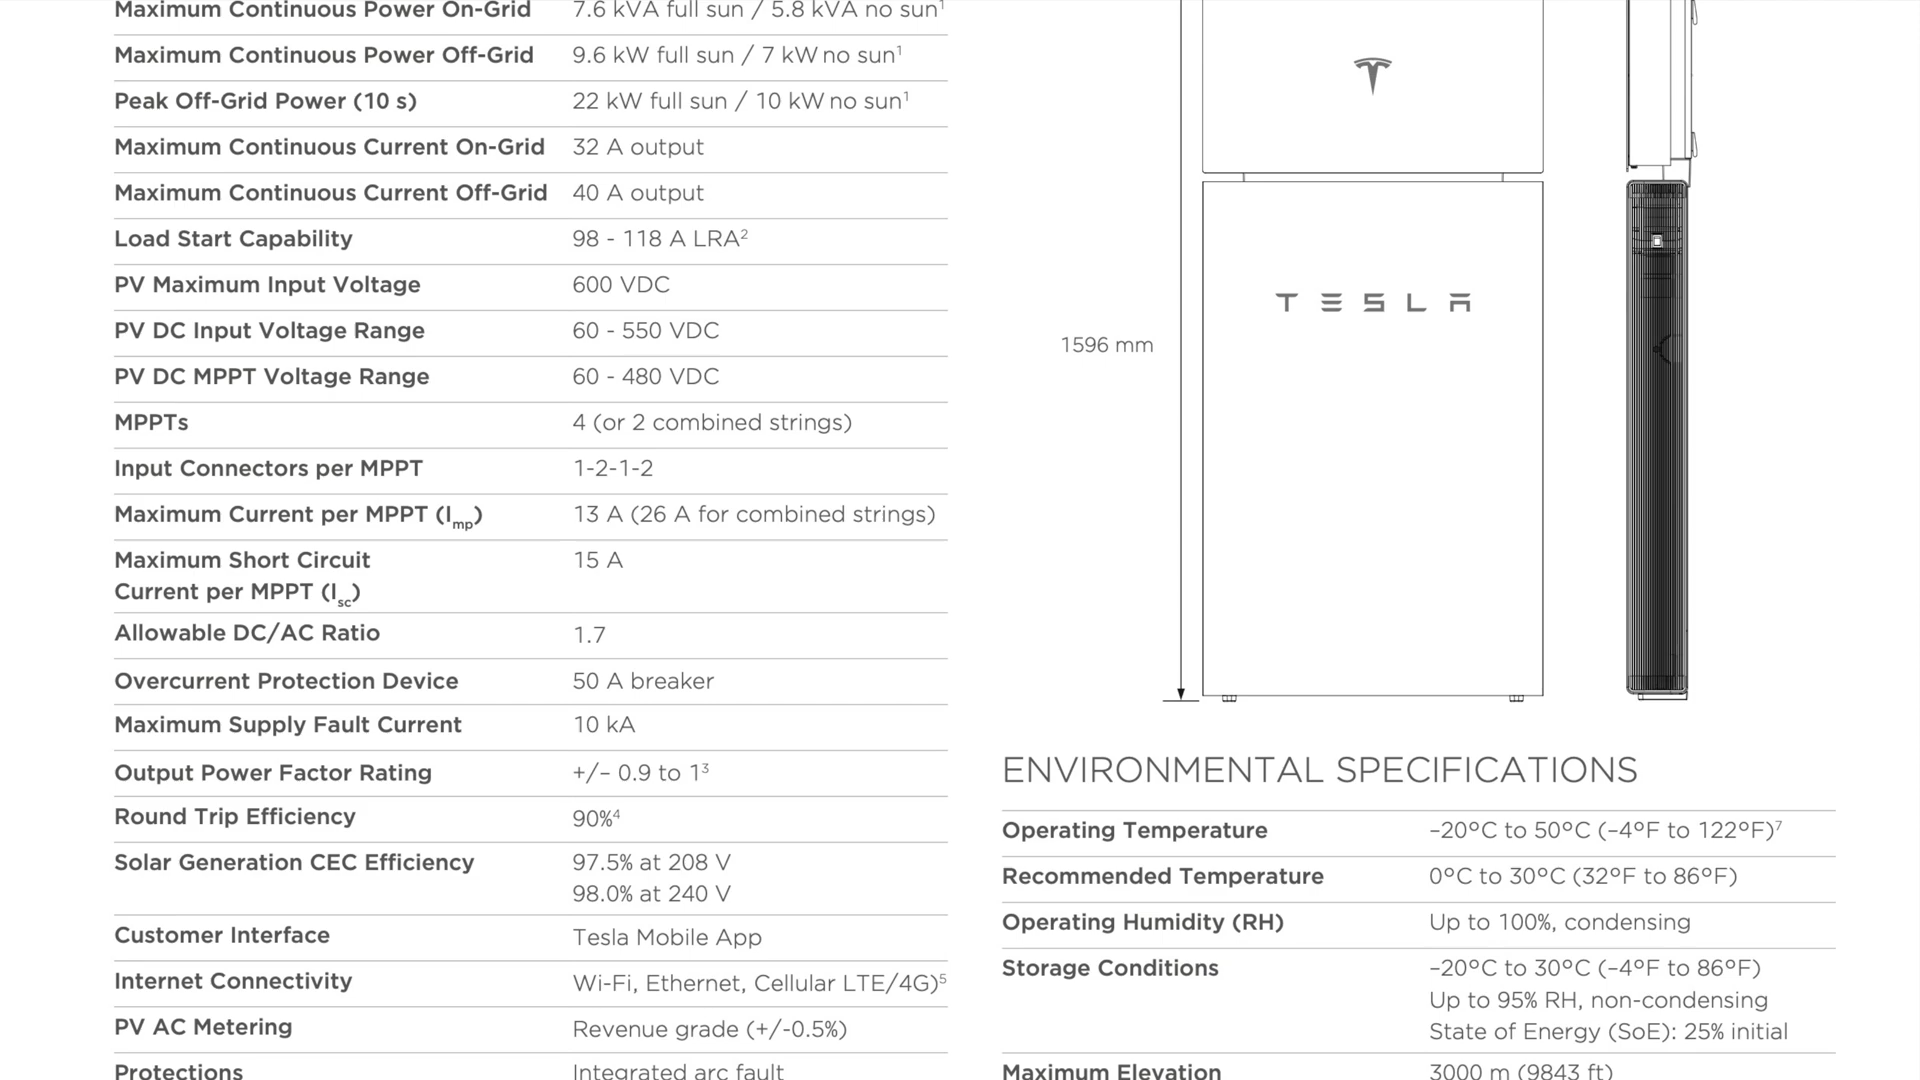 Maximum Continuous Power On-Grid 7.6 kVA full sun / 5.8 kVA no sun¹
Maximum Continuous Power Off-Grid 9.6 kW full sun / 7 kW no sun¹
Peak Off-Grid Power (10 s) 22 kW full sun / 10 kW no sun¹
Maximum Continuous Current On-Grid 32 A output
Maximum Continuous Current Off-Grid 40 A output
Load Start Capability 98 - 118 A LRA²
PV Maximum Input Voltage 600 VDC
PV DC Input Voltage Range 60 - 550 VDC
PV DC MPPT Voltage Range 60 - 480 VDC
MPPTs 4 (or 2 combined strings)
Input Connectors per MPPT 1-2-1-2
Maximum Current per MPPT (Imp) 13 A (26 A for combined strings)
Maximum Short Circuit 15 A
Current per MPPT (Isc)
Allowable DC/AC Ratio 1.7
Overcurrent Protection Device 50 A breaker
Maximum Supply Fault Current 10 kA
Output Power Factor Rating +/– 0.9 to 1³
Round Trip Efficiency 90%⁴
Solar Generation CEC Efficiency 97.5% at 208 V
98.0% at 240 V
Customer Interface Tesla Mobile App
Internet Connectivity Wi-Fi, Ethernet, Cellular LTE/4G)⁵
PV AC Metering Revenue grade (+/-0.5%)
Protections Integrated arc fault
TESLA
1596 mm
ENVIRONMENTAL SPECIFICATIONS
Operating Temperature –20°C to 50°C (–4°F to 122°F)⁷
Recommended Temperature 0°C to 30°C (32°F to 86°F)
Operating Humidity (RH) Up to 100%, condensing
Storage Conditions –20°C to 30°C (–4°F to 86°F)
Up to 95% RH, non-condensing
State of Energy (SoE): 25% initial
Maximum Elevation 3000 m (9843 ft)